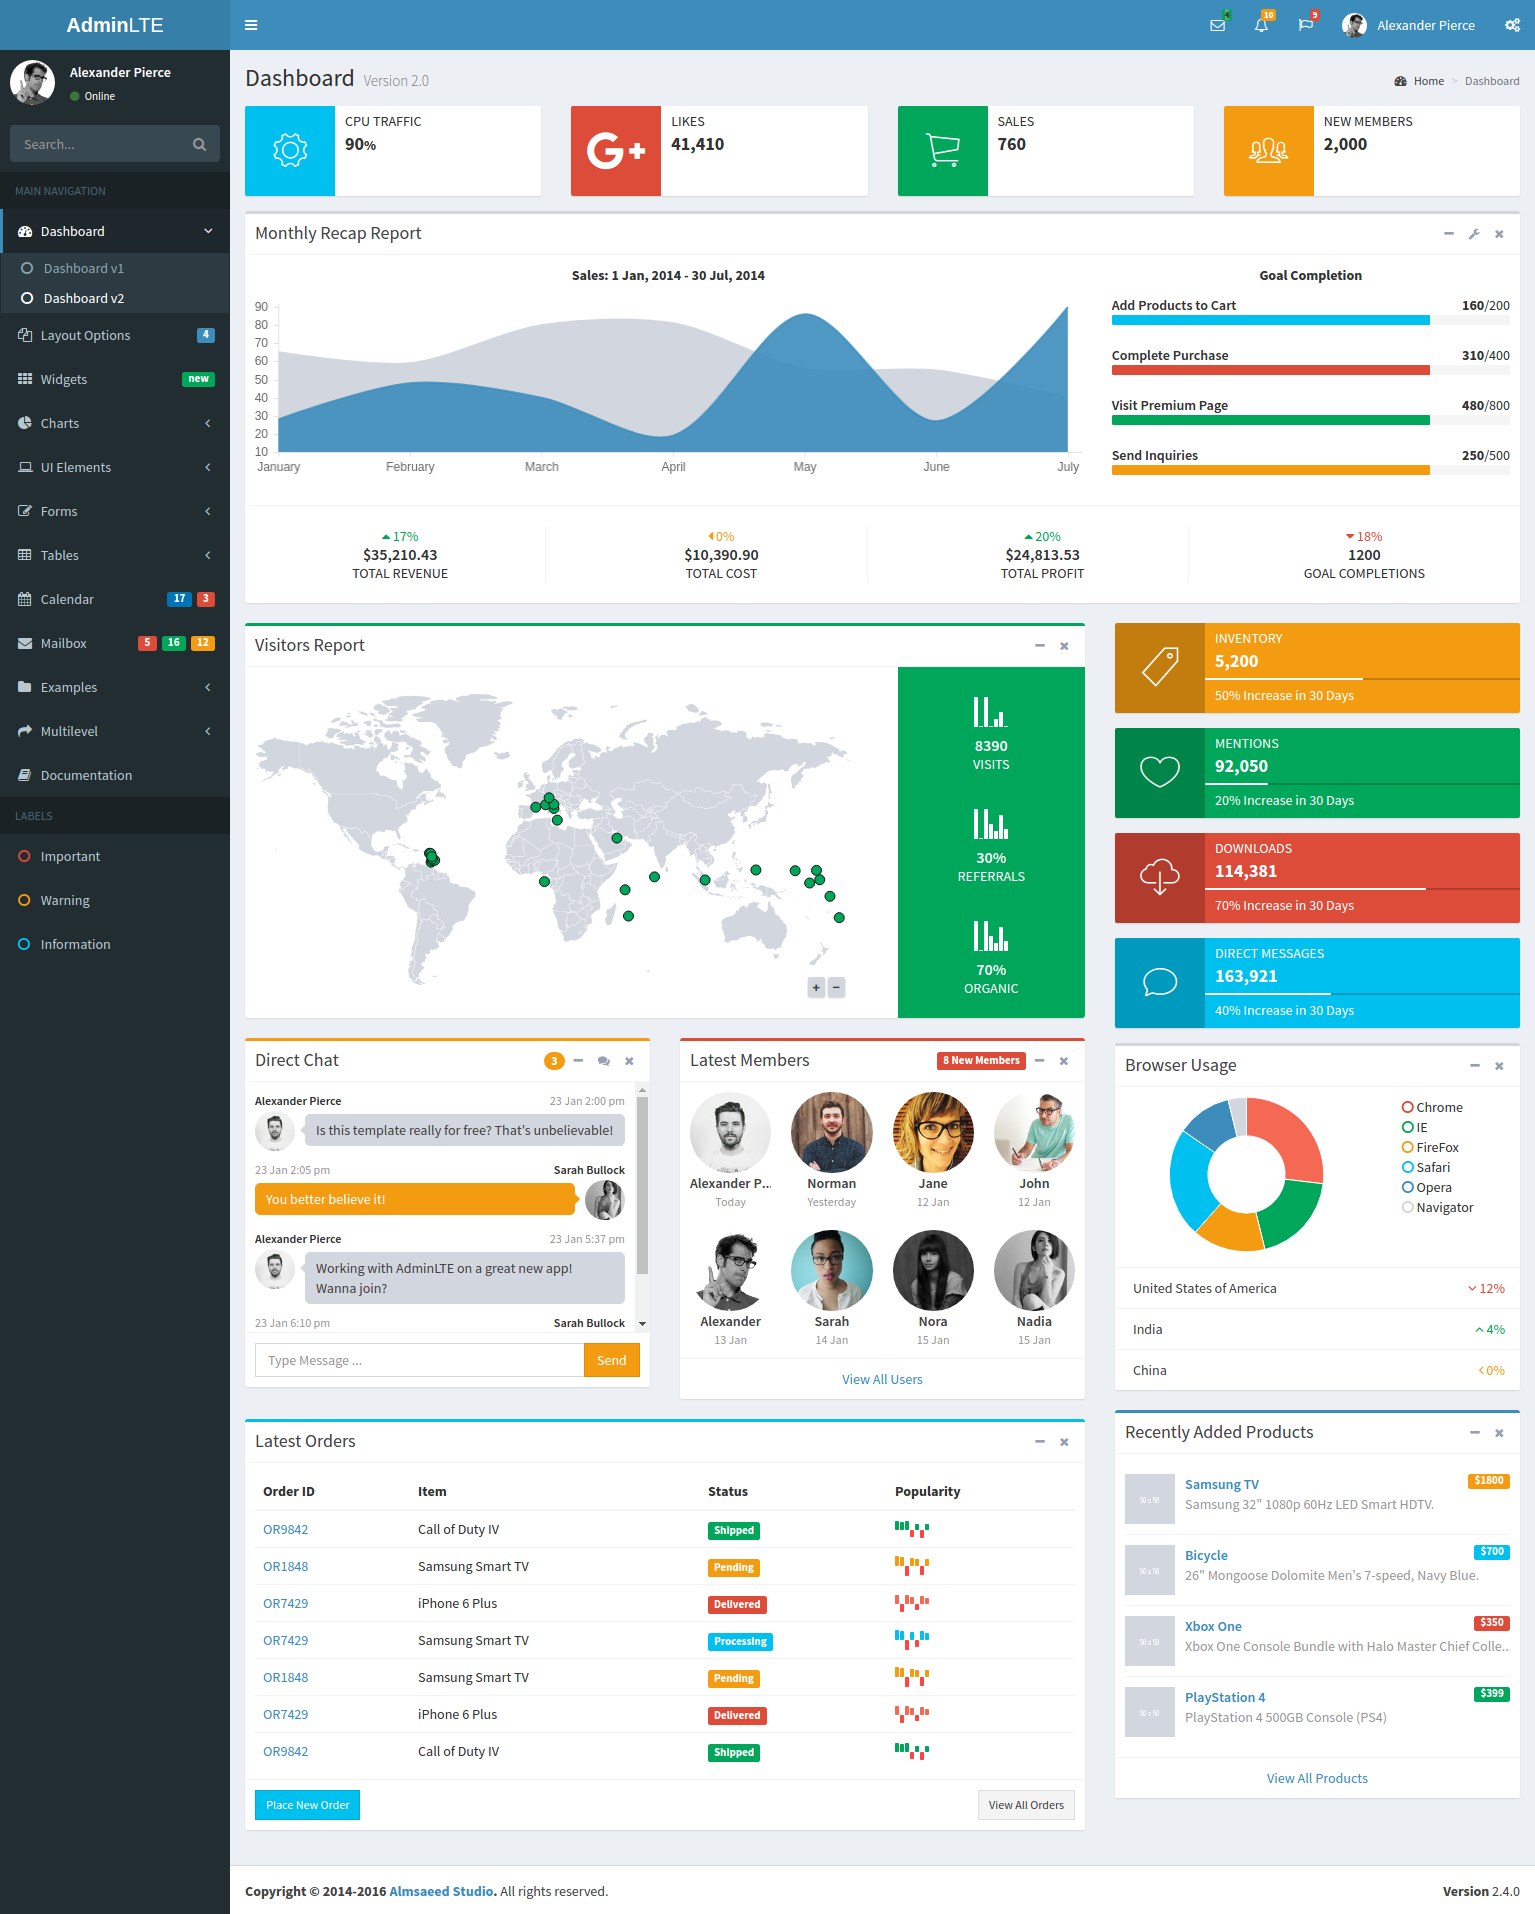 AdminLTE
4
10
9
Alexander Pierce
Alexander Pierce
Online
Search...
MAIN NAVIGATION
Dashboard
Dashboard v1
Dashboard v2
Layout Options 4
Widgets new
Charts
UI Elements
Forms
Tables
Calendar 17 3
Mailbox 5 16 12
Examples
Multilevel
Documentation
LABELS
Important
Warning
Information
Dashboard Version 2.0
Home > Dashboard
CPU TRAFFIC
90%
G+
LIKES
41,410
SALES
760
NEW MEMBERS
2,000
Monthly Recap Report
Sales: 1 Jan, 2014 - 30 Jul, 2014
90
80
70
60
50
40
30
20
10
January February March April May June July
Goal Completion
Add Products to Cart 160/200
Complete Purchase 310/400
Visit Premium Page 480/800
Send Inquiries 250/500
17%
$35,210.43
TOTAL REVENUE
0%
$10,390.90
TOTAL COST
20%
$24,813.53
TOTAL PROFIT
18%
1200
GOAL COMPLETIONS
Visitors Report
+ −
8390
VISITS
30%
REFERRALS
70%
ORGANIC
INVENTORY
5,200
50% Increase in 30 Days
MENTIONS
92,050
20% Increase in 30 Days
DOWNLOADS
114,381
70% Increase in 30 Days
DIRECT MESSAGES
163,921
40% Increase in 30 Days
Direct Chat 3
Alexander Pierce 23 Jan 2:00 pm
Is this template really for free? That's unbelievable!
23 Jan 2:05 pm Sarah Bullock
You better believe it!
Alexander Pierce 23 Jan 5:37 pm
Working with AdminLTE on a great new app!
Wanna join?
23 Jan 6:10 pm Sarah Bullock
Type Message ... Send
Latest Members 8 New Members
Alexander P... Norman Jane John
Today Yesterday 12 Jan 12 Jan
Alexander Sarah Nora Nadia
13 Jan 14 Jan 15 Jan 15 Jan
View All Users
Browser Usage
Chrome
IE
FireFox
Safari
Opera
Navigator
United States of America 12%
India 4%
China 0%
Latest Orders
Order ID Item Status Popularity
OR9842 Call of Duty IV Shipped
OR1848 Samsung Smart TV Pending
OR7429 iPhone 6 Plus Delivered
OR7429 Samsung Smart TV Processing
OR1848 Samsung Smart TV Pending
OR7429 iPhone 6 Plus Delivered
OR9842 Call of Duty IV Shipped
Place New Order View All Orders
Recently Added Products
50 x 50
Samsung TV $1800
Samsung 32" 1080p 60Hz LED Smart HDTV.
50 x 50
Bicycle $700
26" Mongoose Dolomite Men's 7-speed, Navy Blue.
50 x 50
Xbox One $350
Xbox One Console Bundle with Halo Master Chief Colle...
50 x 50
PlayStation 4 $399
PlayStation 4 500GB Console (PS4)
View All Products
Copyright © 2014-2016 Almsaeed Studio. All rights reserved.
Version 2.4.0